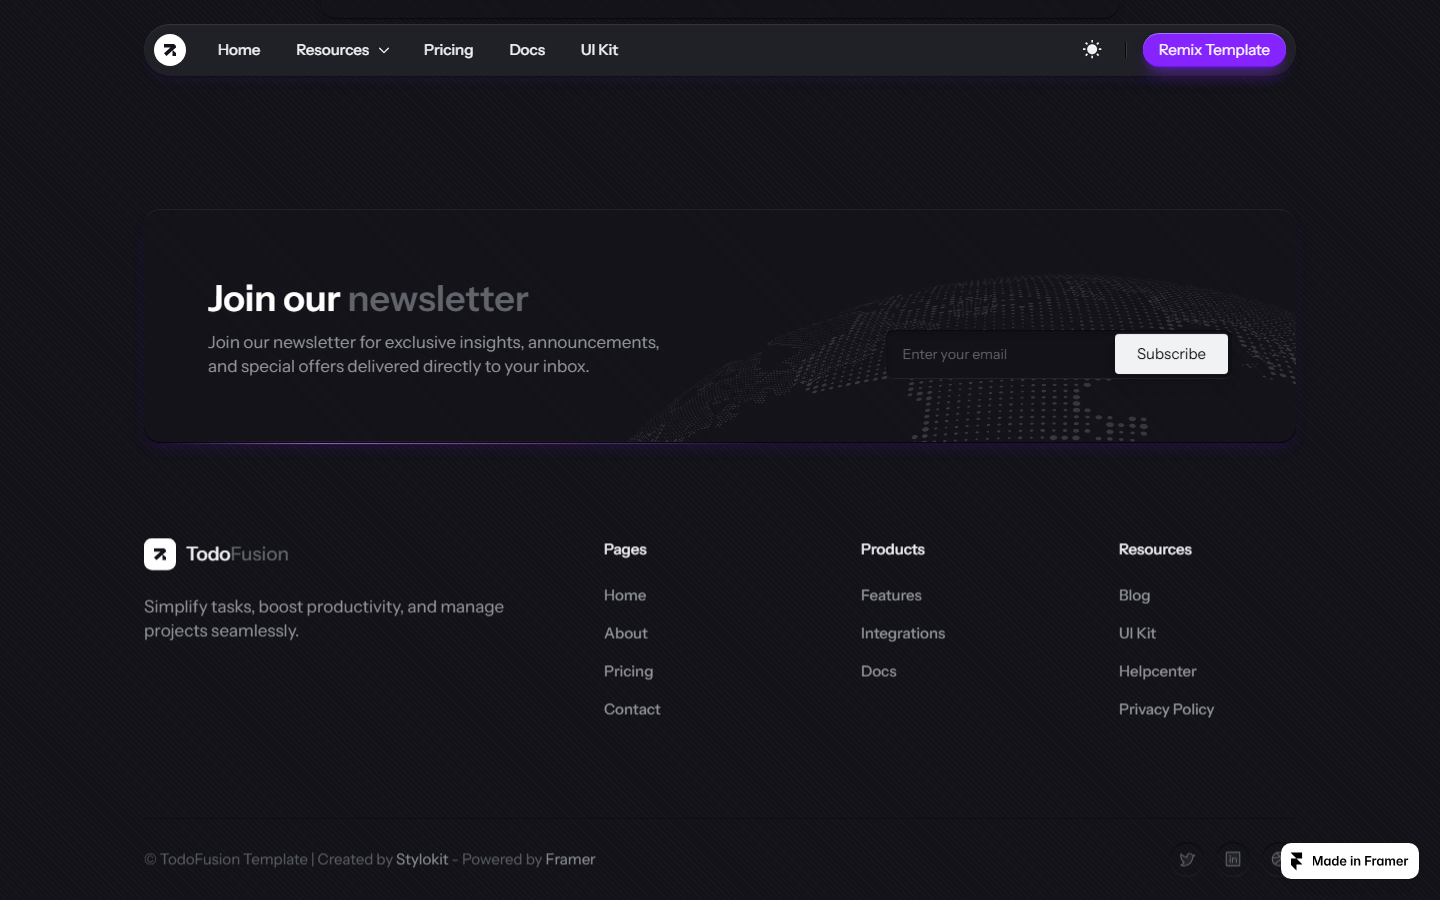 Home Resources Pricing Docs UI Kit Remix Template
Join our newsletter
Join our newsletter for exclusive insights, announcements,
and special offers delivered directly to your inbox.
Enter your email Subscribe
TodoFusion
Simplify tasks, boost productivity, and manage
projects seamlessly.
Pages
Home
About
Pricing
Contact
Products
Features
Integrations
Docs
Resources
Blog
UI Kit
Helpcenter
Privacy Policy
© TodoFusion Template | Created by Stylokit - Powered by Framer
Made in Framer